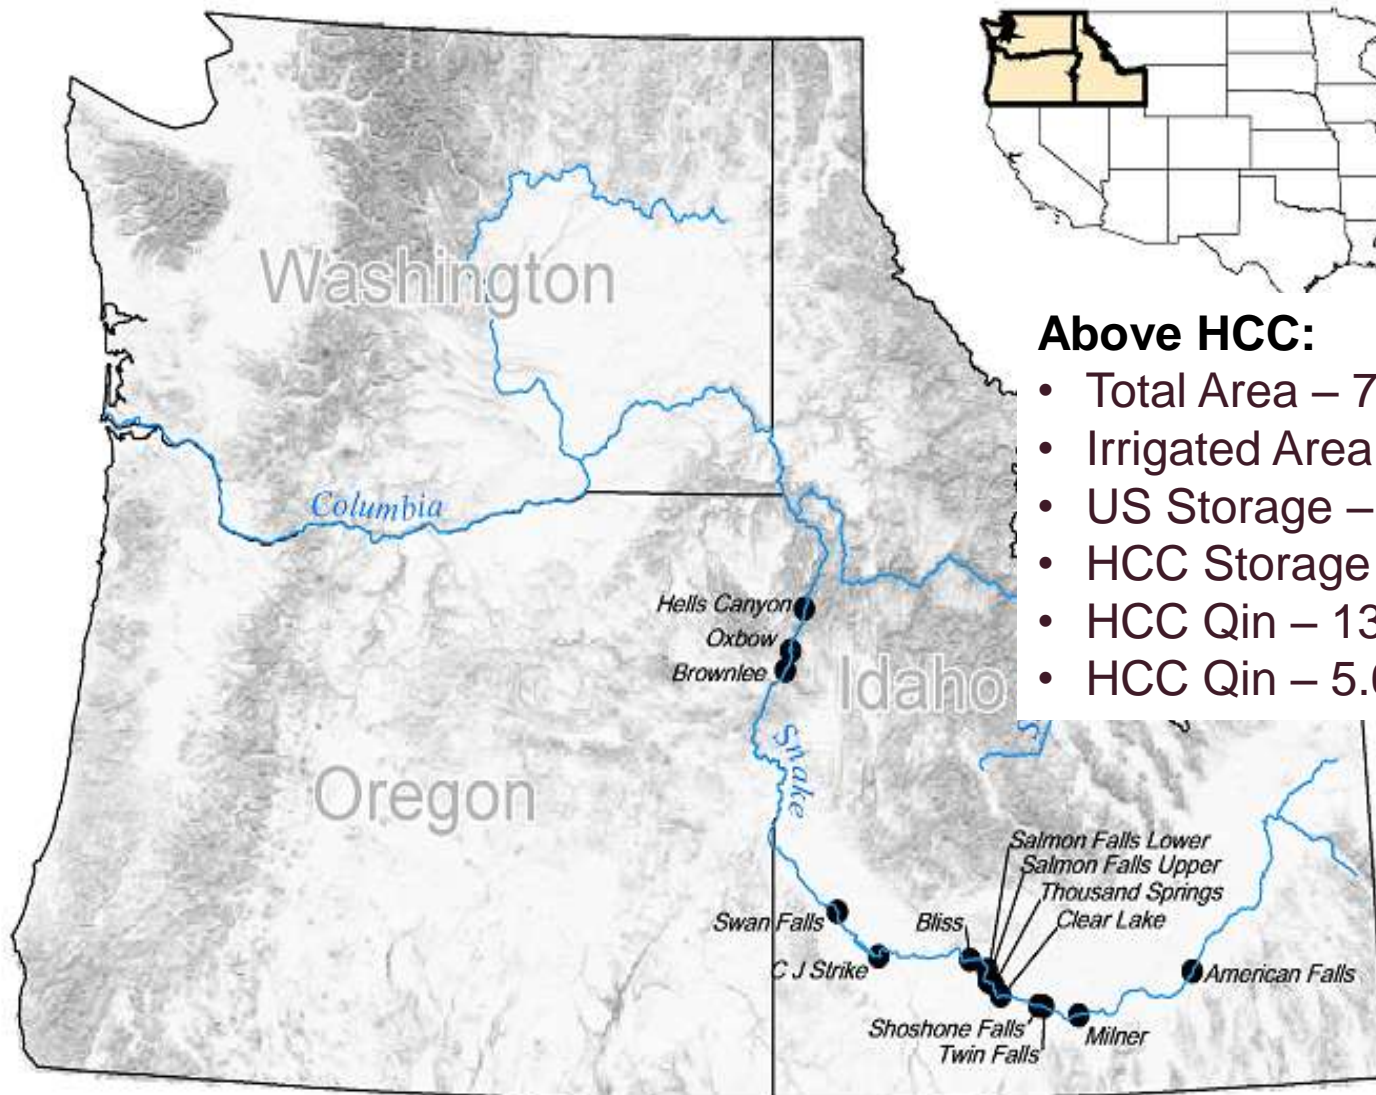 Washington
Above HCC:
• Total Area – 7
• Irrigated Area
• US Storage –
• HCC Storage
• HCC Qin – 13
• HCC Qin – 5.
Columbia
Hells Canyon
Oxbow
Brownlee
Idaho
Snake
Oregon
Salmon Falls Lower
Salmon Falls Upper
Thousand Springs
Clear Lake
Swan Falls
Bliss
C J Strike
American Falls
Shoshone Falls
Twin Falls
Milner